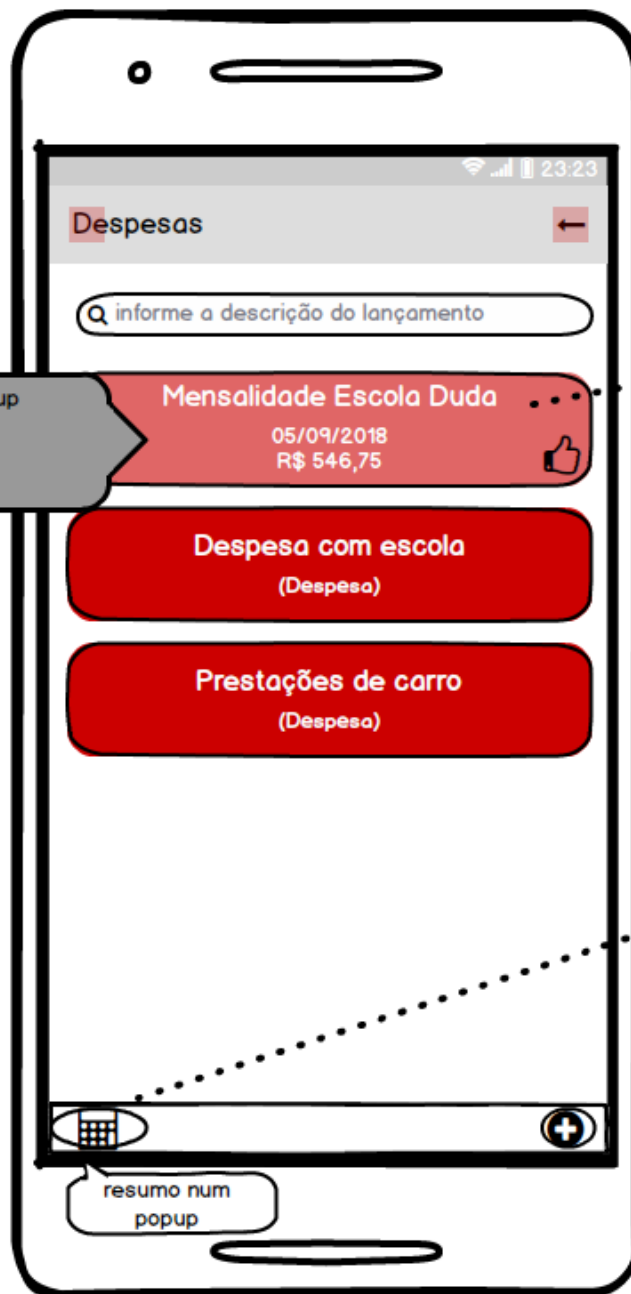 23:23
Despesas
informe a descrição do lançamento
Mensalidade Escola Duda
05/09/2018
R$ 546,75
Despesa com escola
(Despesa)
Prestações de carro
(Despesa)
resumo num
popup